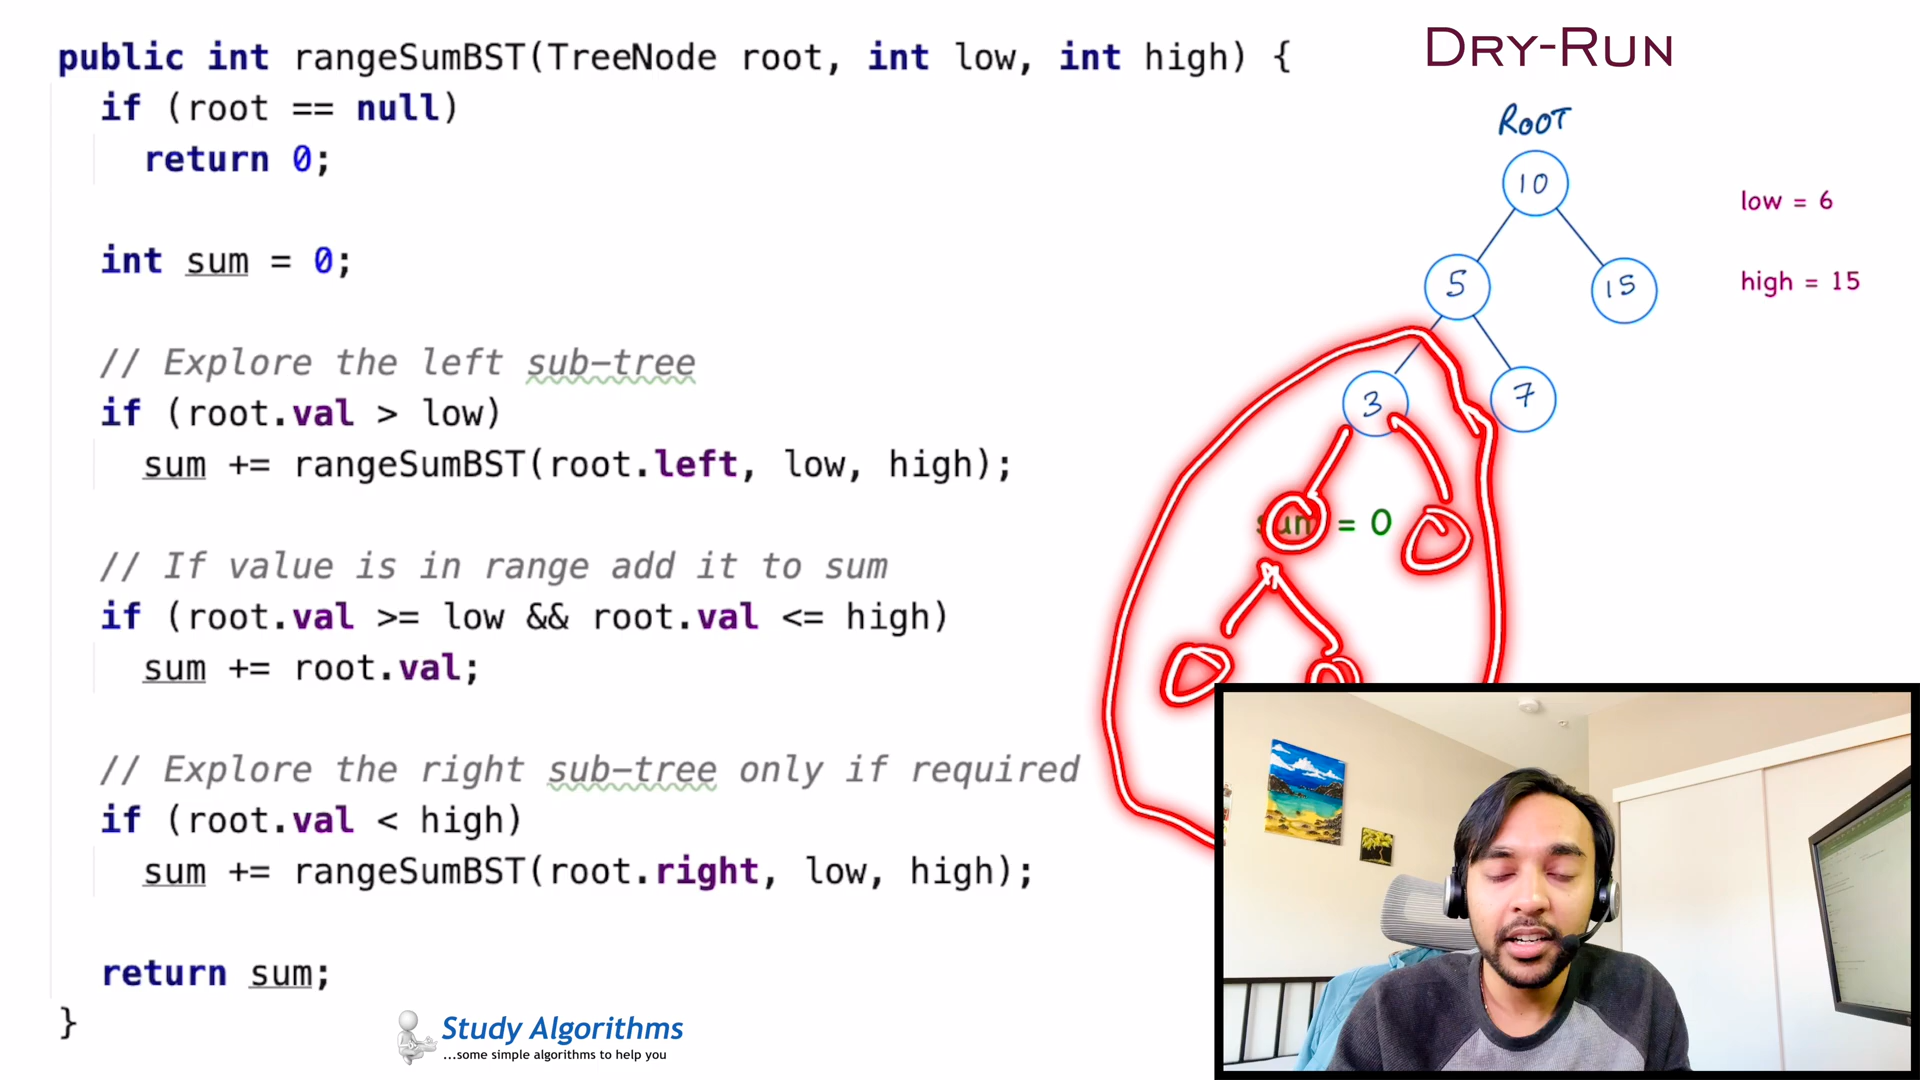 public int rangeSumBST(TreeNode root, int low, int high) {
if (root == null)
return 0;
int sum = 0;
// Explore the left sub-tree
if (root.val > low)
sum += rangeSumBST(root.left, low, high);
// If value is in range add it to sum
if (root.val >= low && root.val <= high)
sum += root.val;
// Explore the right sub-tree only if required
if (root.val < high)
sum += rangeSumBST(root.right, low, high);
return sum;
}
Study Algorithms
...some simple algorithms to help you
DRY-RUN
ROOT
10
5
15
3
7
low = 6
high = 15
sum = 0